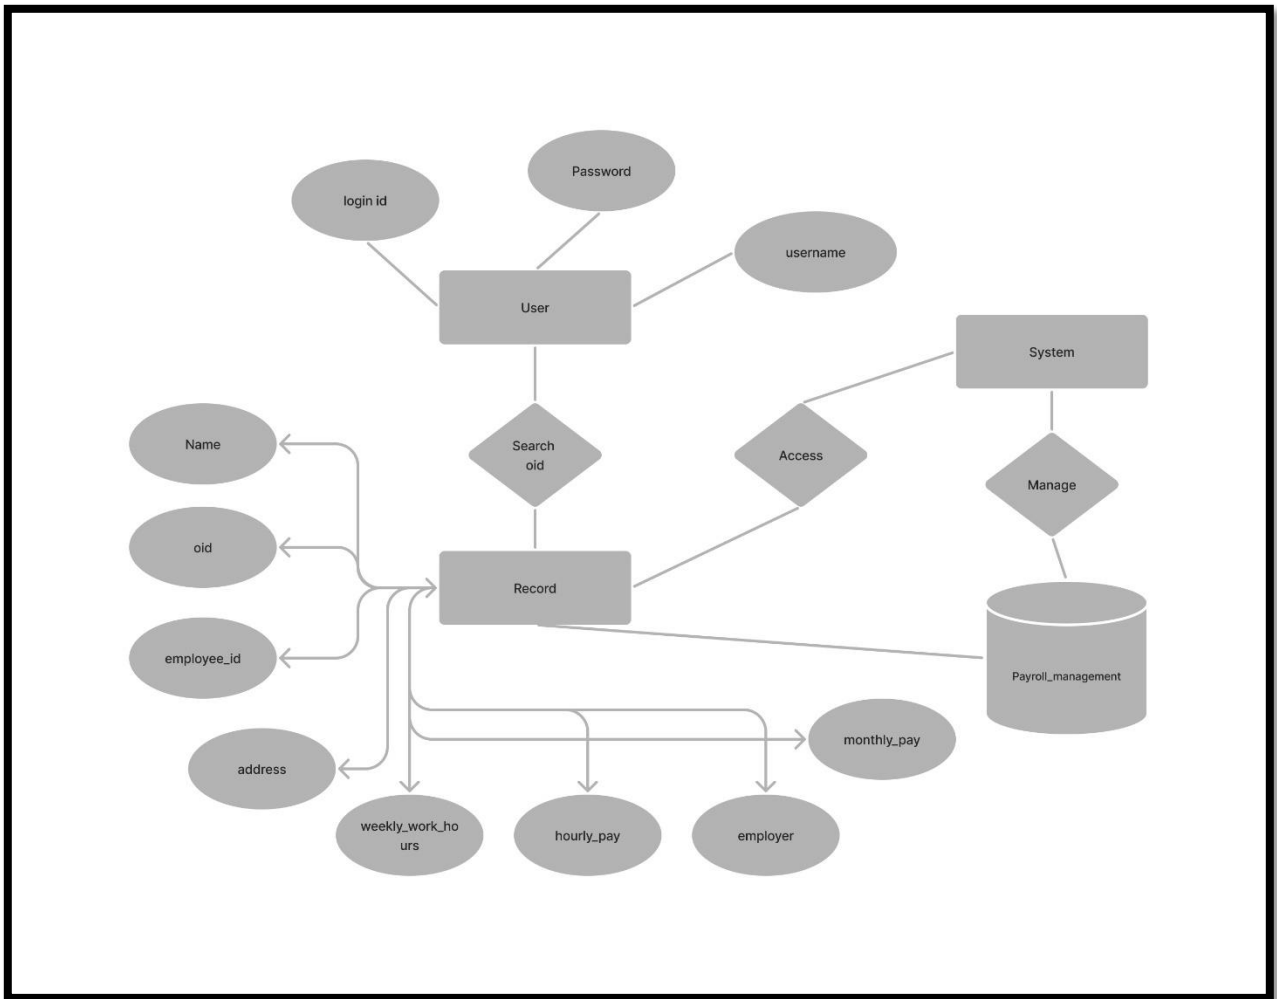 Password
login id
username
User
System
Name
Search
oid
Access
Manage
oid
Record
employee_id
Payroll_management
address
monthly_pay
weekly_work_ho
urs
hourly_pay
employer